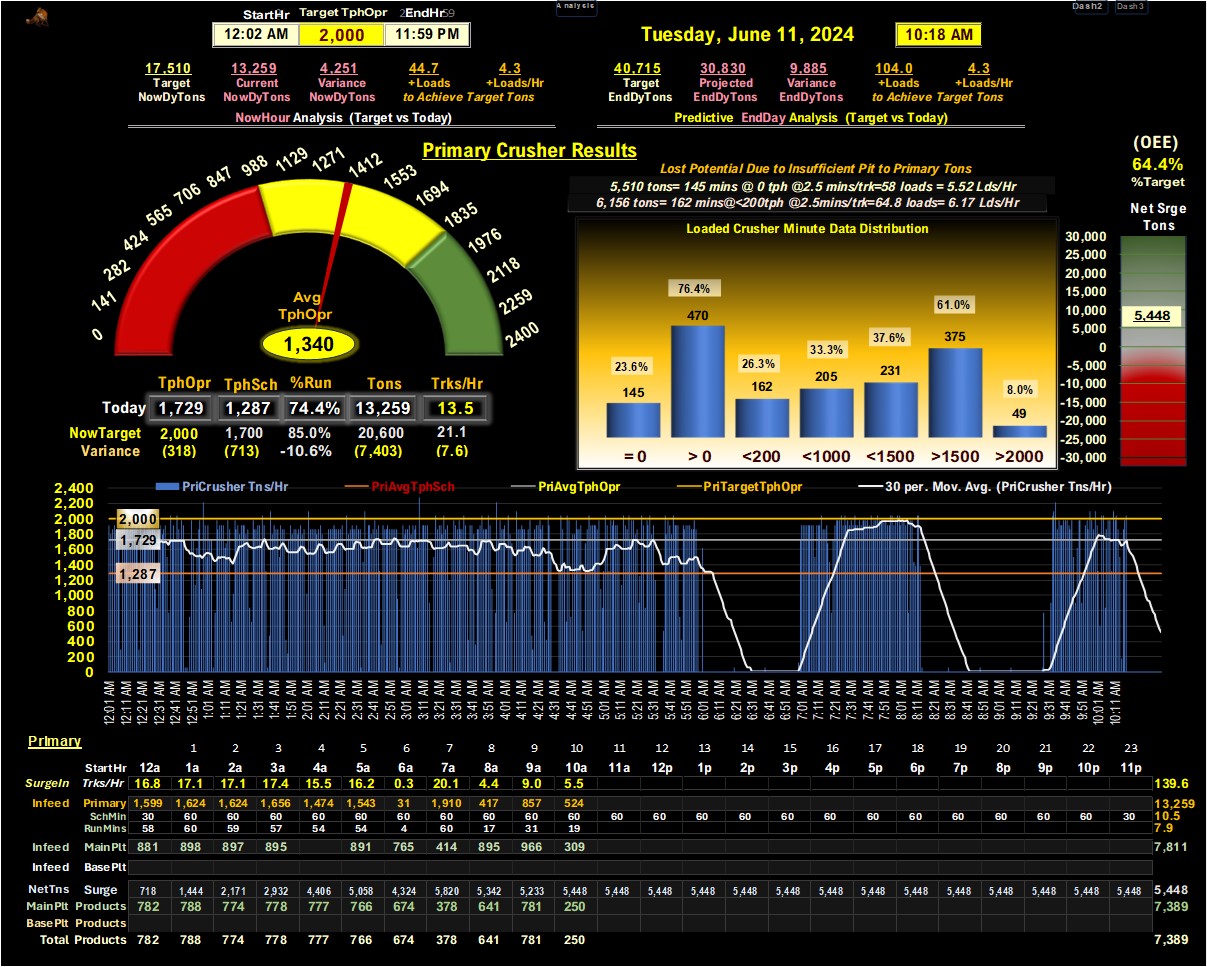 StartHr Target TphOpr EndHr
12:02 AM 2,000 11:59 PM
Analysis
Tuesday, June 11, 2024 10:18 AM
Dash2 Dash3
17,510 13,259 4,251 44.7 4.3
Target Current Variance +Loads +Loads/Hr
NowDyTons NowDyTons NowDyTons to Achieve Target Tons
NowHour Analysis (Target vs Today)
40,715 30,830 9,885 104.0 4.3
Target Projected Variance +Loads +Loads/Hr
EndDyTons EndDyTons EndDyTons to Achieve Target Tons
Predictive EndDay Analysis (Target vs Today)
(OEE)
64.4%
%Target
Primary Crusher Results
0 141 282 424 565 706 847 988 1129 1271 1412 1553 1694 1835 1976 2118 2259 2400
Avg
TphOpr
1,340
TphOpr TphSch %Run Tons Trks/Hr
Today 1,729 1,287 74.4% 13,259 13.5
NowTarget 2,000 1,700 85.0% 20,600 21.1
Variance (318) (713) -10.6% (7,403) (7.6)
Lost Potential Due to Insufficient Pit to Primary Tons
5,510 tons= 145 mins @ 0 tph @2.5 mins/trk=58 loads = 5.52 Lds/Hr
6,156 tons= 162 mins@<200tph @2.5mins/trk=64.8 loads= 6.17 Lds/Hr
Loaded Crusher Minute Data Distribution
23.6% 76.4% 26.3% 33.3% 37.6% 61.0% 8.0%
145 470 162 205 231 375 49
= 0 > 0 <200 <1000 <1500 >1500 >2000
Net Srge
Tons
30,000
25,000
20,000
15,000
10,000
5,448
5,000
0
-5,000
-10,000
-15,000
-20,000
-25,000
-30,000
PriCrusher Tns/Hr PriAvgTphSch PriAvgTphOpr PriTargetTphOpr 30 per. Mov. Avg. (PriCrusher Tns/Hr)
2,400
2,200
2,000 2,000
1,800 1,729
1,600
1,400 1,287
1,200
1,000
800
600
400
200
0
12:01 AM 12:11 AM 12:21 AM 12:31 AM 12:41 AM 12:51 AM 1:01 AM 1:11 AM 1:21 AM 1:31 AM 1:41 AM 1:51 AM 2:01 AM 2:11 AM 2:21 AM 2:31 AM 2:41 AM 2:51 AM 3:01 AM 3:11 AM 3:21 AM 3:31 AM 3:41 AM 3:51 AM 4:01 AM 4:11 AM 4:21 AM 4:31 AM 4:41 AM 4:51 AM 5:01 AM 5:11 AM 5:21 AM 5:31 AM 5:41 AM 5:51 AM 6:01 AM 6:11 AM 6:21 AM 6:31 AM 6:41 AM 6:51 AM 7:01 AM 7:11 AM 7:21 AM 7:31 AM 7:41 AM 7:51 AM 8:01 AM 8:11 AM 8:21 AM 8:31 AM 8:41 AM 8:51 AM 9:01 AM 9:11 AM 9:21 AM 9:31 AM 9:41 AM 9:51 AM 10:01 AM 10:11 AM
Primary
1 2 3 4 5 6 7 8 9 10 11 12 13 14 15 16 17 18 19 20 21 22 23
StartHr 12a 1a 2a 3a 4a 5a 6a 7a 8a 9a 10a 11a 12p 1p 2p 3p 4p 5p 6p 7p 8p 9p 10p 11p
SurgeIn Trks/Hr 16.8 17.1 17.1 17.4 15.5 16.2 0.3 20.1 4.4 9.0 5.5 139.6
Infeed Primary 1,599 1,624 1,624 1,656 1,474 1,543 31 1,910 417 857 524 13,259
SchMin 30 60 60 60 60 60 60 60 60 60 60 60 60 60 60 60 60 60 60 60 60 60 60 30 10.5
RunMins 58 60 59 57 54 54 4 60 17 31 19 7.9
Infeed MainPlt 881 898 897 895 891 765 414 895 966 309 7,811
Infeed BasePlt
NetTns Surge 718 1,444 2,171 2,932 4,406 5,058 4,324 5,820 5,342 5,233 5,448 5,448 5,448 5,448 5,448 5,448 5,448 5,448 5,448 5,448 5,448 5,448 5,448 5,448 5,448
MainPlt Products 782 788 774 778 777 766 674 378 641 781 250 7,389
BasePlt Products
Total Products 782 788 774 778 777 766 674 378 641 781 250 7,389